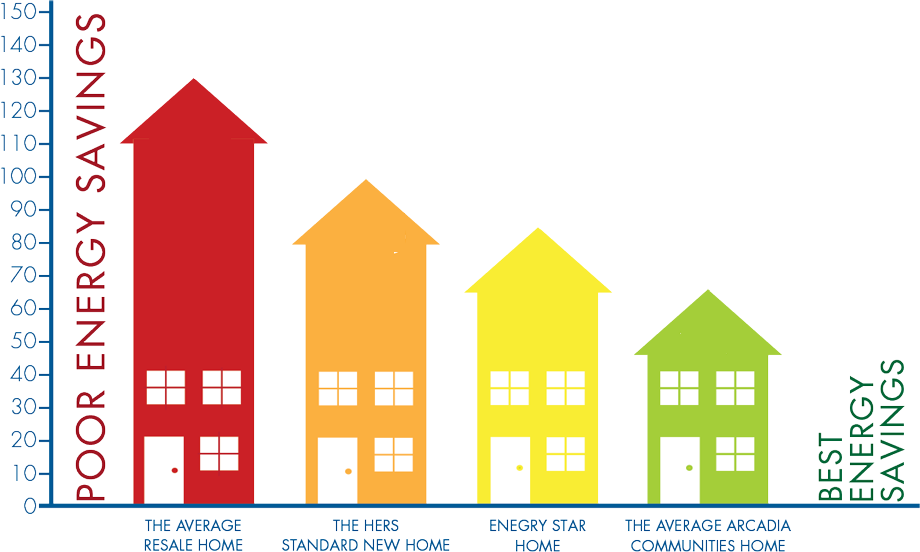 150
140
130
120
110
100
90
80
70
60
50
40
30
20
10
0
POOR ENERGY SAVINGS
BEST
ENERGY
SAVINGS
THE AVERAGE
RESALE HOME
THE HERS
STANDARD NEW HOME
ENEGRY STAR
HOME
THE AVERAGE ARCADIA
COMMUNITIES HOME